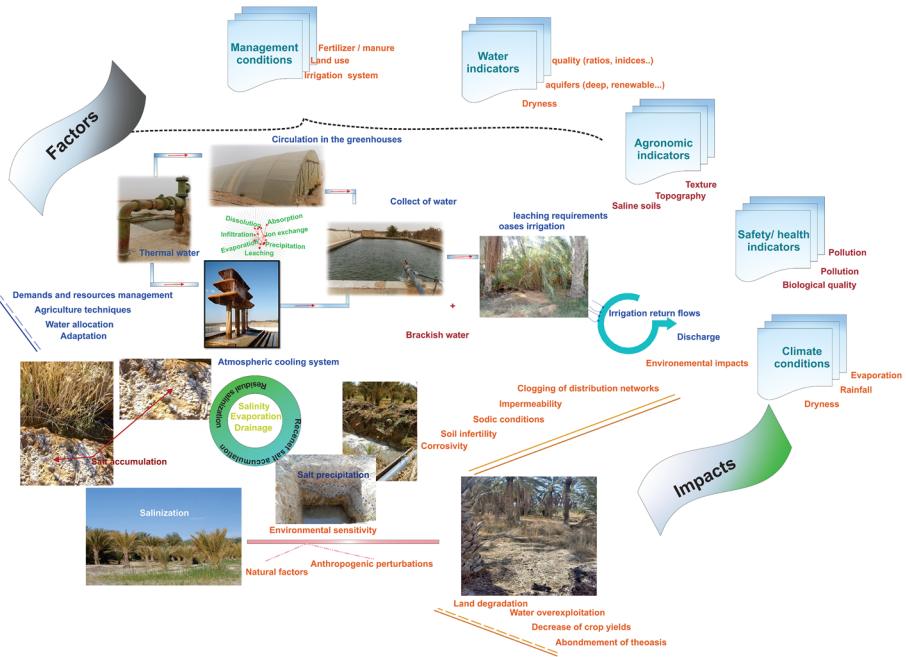 Management
conditions
Fertilizer / manure
Land use
Irrigation system
Water
indicators
quality (ratios, inidces..)
aquifers (deep, renewable...)
Dryness
Factors
Agronomic
indicators
Texture
Topography
Saline soils
Circulation in the greenhouses
Collect of water
leaching requirements
oases irrigation
Dissolution
Absorption
Infiltration
Ion exchange
Evaporation
Precipitation
Leaching
Thermal water
Safety/ health
indicators
Pollution
Pollution
Biological quality
Demands and resources management
Agriculture techniques
Water allocation
Adaptation
+
Brackish water
Irrigation return flows
Discharge
Atmospheric cooling system
Environemental impacts
Climate
conditions
Evaporation
Rainfall
Dryness
Residual salinization
Salinity
Evaporation
Drainage
Recenet salt accumulation
Clogging of distribution networks
Impermeability
Sodic conditions
Soil infertility
Corrosivity
Salt accumulation
Salt precipitation
Impacts
Salinization
Environmental sensitivity
Natural factors
Anthropogenic perturbations
Land degradation
Water overexploitation
Decrease of crop yields
Abondmement of theoasis